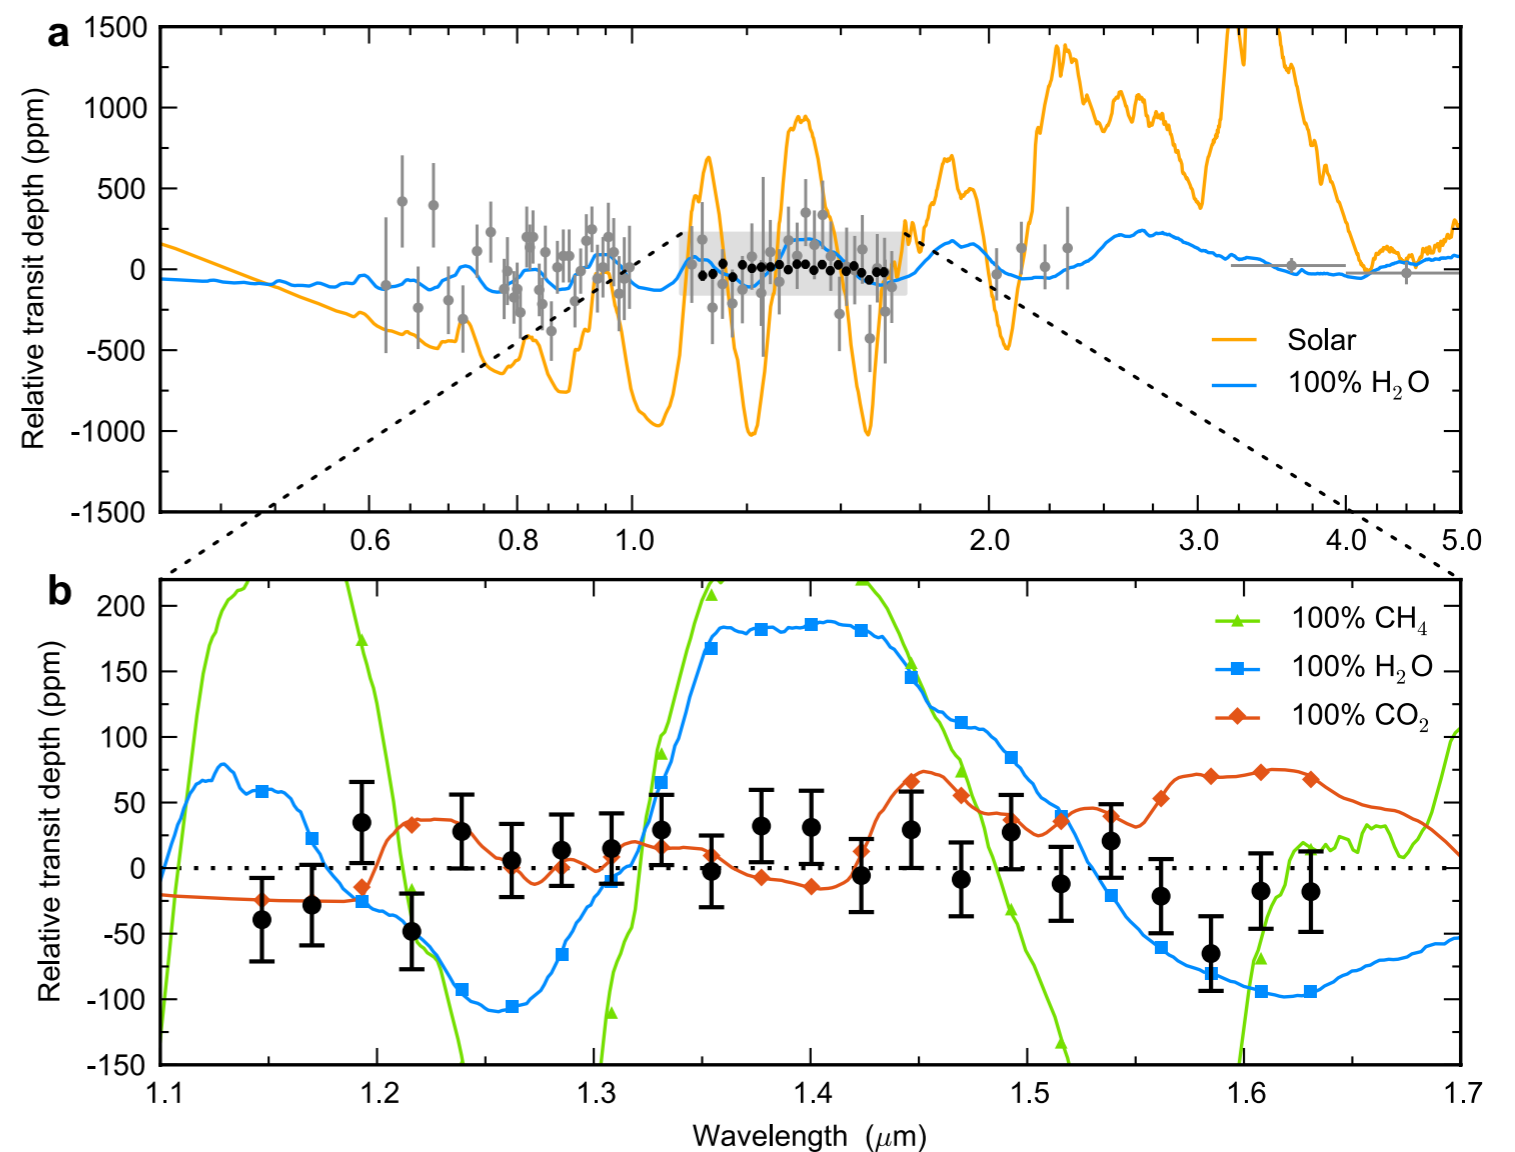 a
Relative transit depth (ppm)
1500
1000
500
0
-500
-1000
-1500
Solar
100% H₂O
0.6 0.8 1.0 2.0 3.0 4.0 5.0
b
Relative transit depth (ppm)
200
150
100
50
0
-50
-100
-150
100% CH₄
100% H₂O
100% CO₂
1.1 1.2 1.3 1.4 1.5 1.6 1.7
Wavelength (μm)